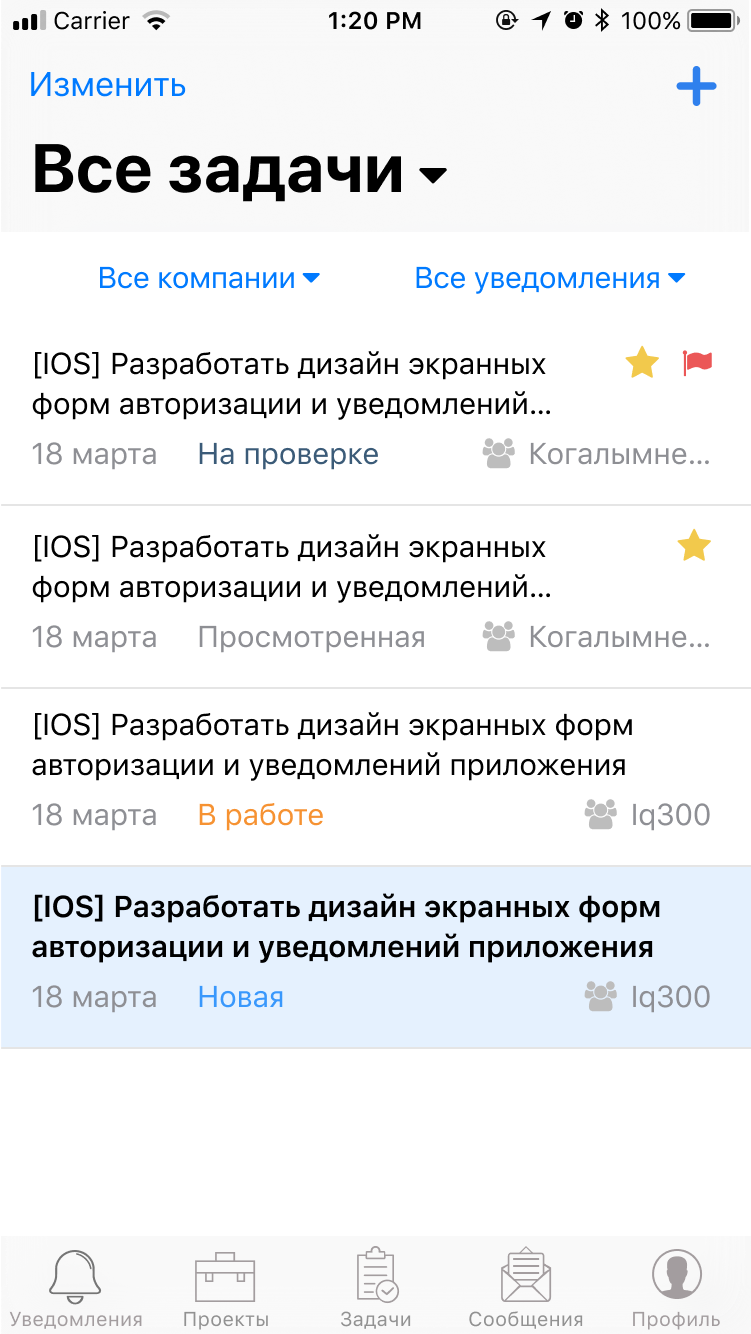 Carrier 1:20 PM 100%
Изменить
Все задачи
Все компании Все уведомления
[IOS] Разработать дизайн экранных
форм авторизации и уведомлений...
18 марта На проверке Когалымне...
[IOS] Разработать дизайн экранных
форм авторизации и уведомлений...
18 марта Просмотренная Когалымне...
[IOS] Разработать дизайн экранных форм
авторизации и уведомлений приложения
18 марта В работе Iq300
[IOS] Разработать дизайн экранных форм
авторизации и уведомлений приложения
18 марта Новая Iq300
Уведомления Проекты Задачи Сообщения Профиль